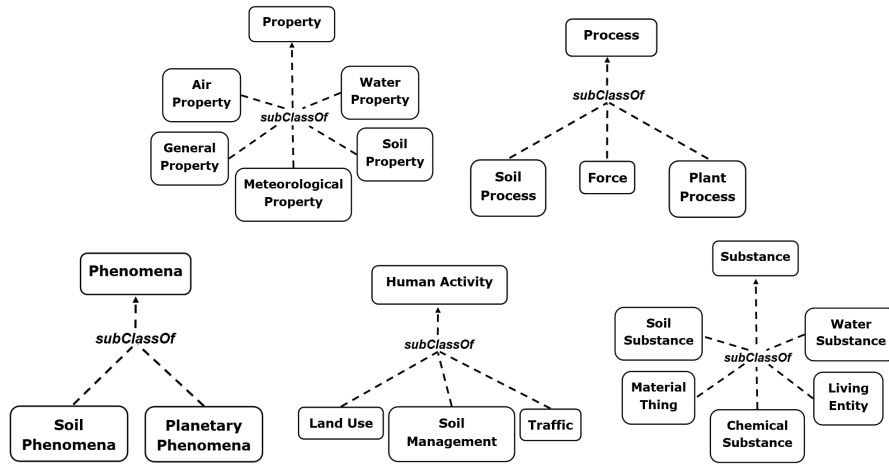 Property
Air
Property
Water
Property
subClassOf
General
Property
Soil
Property
Meteorological
Property
Process
subClassOf
Soil
Process
Force
Plant
Process
Phenomena
subClassOf
Soil
Phenomena
Planetary
Phenomena
Human Activity
subClassOf
Land Use
Soil
Management
Traffic
Substance
Soil
Substance
Water
Substance
subClassOf
Material
Thing
Living
Entity
Chemical
Substance